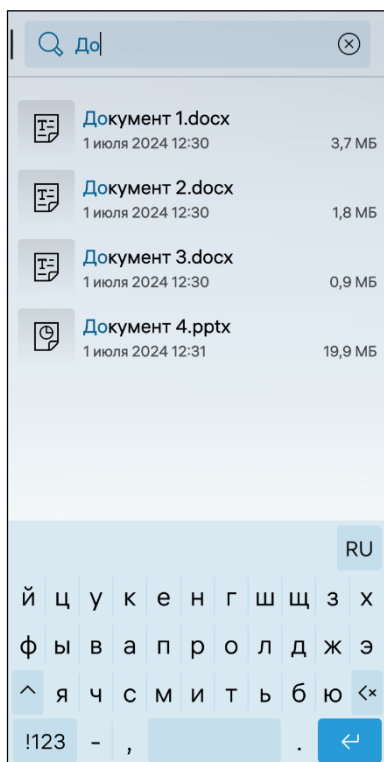 До
Документ 1.docx
1 июля 2024 12:30 3,7 МБ
Документ 2.docx
1 июля 2024 12:30 1,8 МБ
Документ 3.docx
1 июля 2024 12:30 0,9 МБ
Документ 4.pptx
1 июля 2024 12:31 19,9 МБ
RU
й ц у к е н г ш щ з х
ф ы в а п р о л д ж э
я ч с м и т ь б ю
!123 - , .